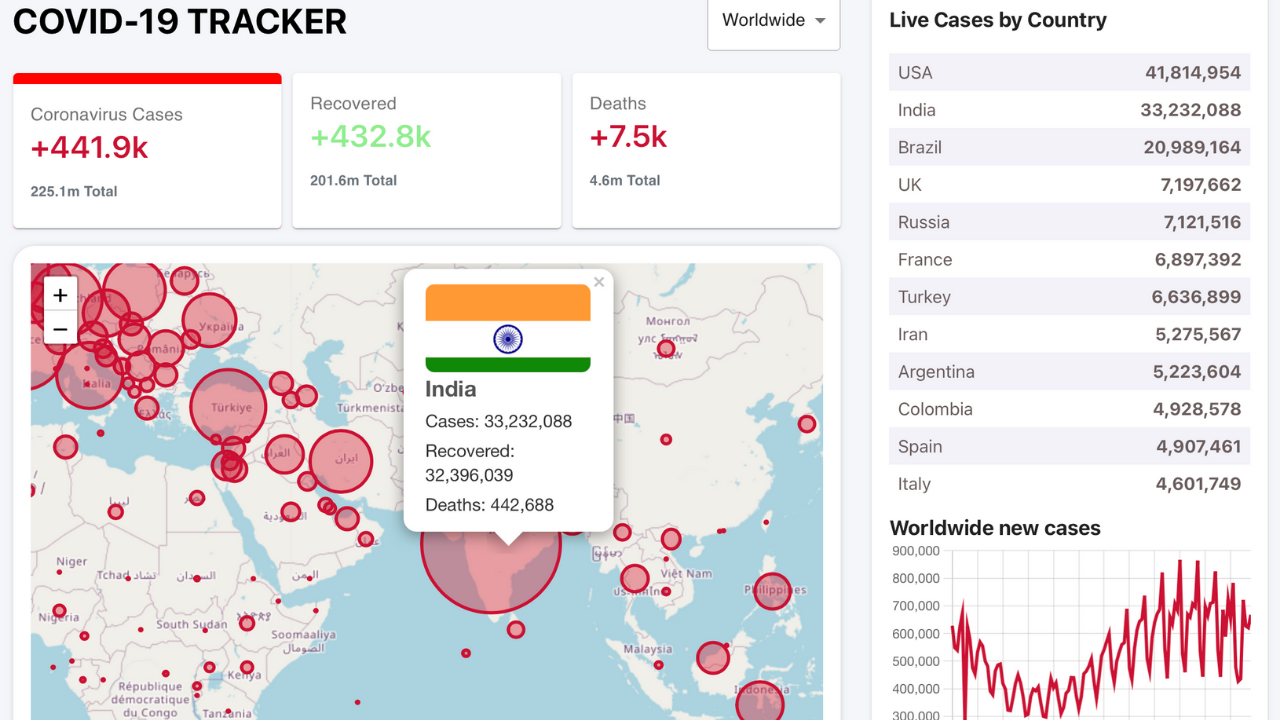 COVID-19 TRACKER
Worldwide
Coronavirus Cases
+441.9k
225.1m Total
Recovered
+432.8k
201.6m Total
Deaths
+7.5k
4.6m Total
+
−
×
India
Cases: 33,232,088
Recovered:
32,396,039
Deaths: 442,688
Беларусь
Україна
România
Italia
Ελλάς
Türkiye
Turkmenista
O'zbe
Монгол
улс
中国
العراق
ایران
ليبيا
مصر
السعودية
Niger
Tchad تشاد
السودان
اليمن
Nigeria
South Sudan
Soomaaliya
الصومال
Kenya
République
démocratique
du Congo
Tanzania
Việt Nam
Philippines
Malaysia
Indonesia
Live Cases by Country
USA 41,814,954
India 33,232,088
Brazil 20,989,164
UK 7,197,662
Russia 7,121,516
France 6,897,392
Turkey 6,636,899
Iran 5,275,567
Argentina 5,223,604
Colombia 4,928,578
Spain 4,907,461
Italy 4,601,749
Worldwide new cases
900,000
800,000
700,000
600,000
500,000
400,000
300,000